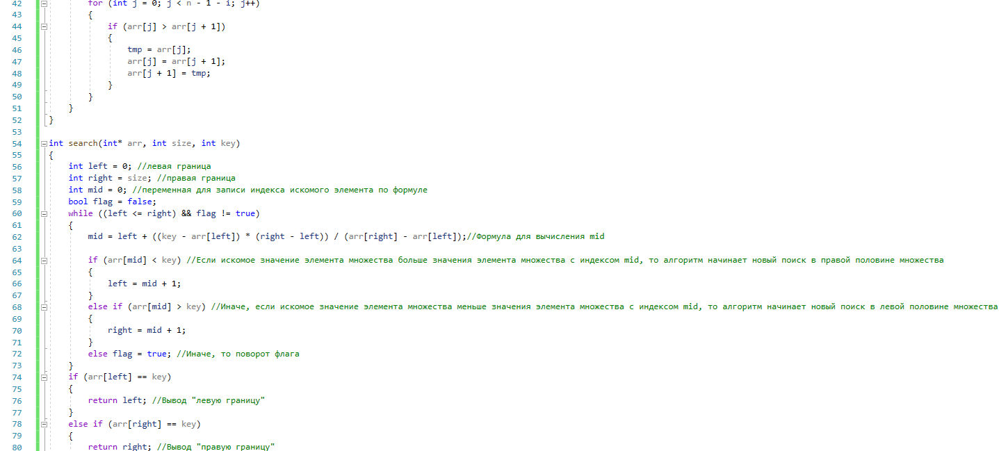 42 for (int j = 0; j < n - 1 - i; j++)
43 {
44 if (arr[j] > arr[j + 1])
45 {
46 tmp = arr[j];
47 arr[j] = arr[j + 1];
48 arr[j + 1] = tmp;
49 }
50 }
51 }
52 }
53
54 int search(int* arr, int size, int key)
55 {
56 int left = 0; //левая граница
57 int right = size; //правая граница
58 int mid = 0; //переменная для записи индекса искомого элемента по формуле
59 bool flag = false;
60 while ((left <= right) && flag != true)
61 {
62 mid = left + ((key - arr[left]) * (right - left)) / (arr[right] - arr[left]);//Формула для вычисления mid
63
64 if (arr[mid] < key) //Если искомое значение элемента множества больше значения элемента множества с индексом mid, то алгоритм начинает новый поиск в правой половине множества
65 {
66 left = mid + 1;
67 }
68 else if (arr[mid] > key) //Иначе, если искомое значение элемента множества меньше значения элемента множества с индексом mid, то алгоритм начинает новый поиск в левой половине множества
69 {
70 right = mid + 1;
71 }
72 else flag = true; //Иначе, то поворот флага
73 }
74 if (arr[left] == key)
75 {
76 return left; //Вывод "левую границу"
77 }
78 else if (arr[right] == key)
79 {
80 return right; //Вывод "правую границу"